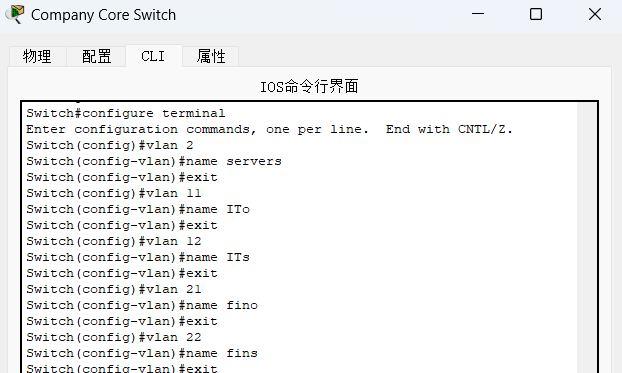 Company Core Switch
物理 配置 CLI 属性
IOS命令行界面
Switch#configure terminal
Enter configuration commands, one per line.  End with CNTL/Z.
Switch(config)#vlan 2
Switch(config-vlan)#name servers
Switch(config-vlan)#exit
Switch(config)#vlan 11
Switch(config-vlan)#name ITo
Switch(config-vlan)#exit
Switch(config)#vlan 12
Switch(config-vlan)#name ITs
Switch(config-vlan)#exit
Switch(config)#vlan 21
Switch(config-vlan)#name fino
Switch(config-vlan)#exit
Switch(config)#vlan 22
Switch(config-vlan)#name fins
Switch(config-vlan)#exit